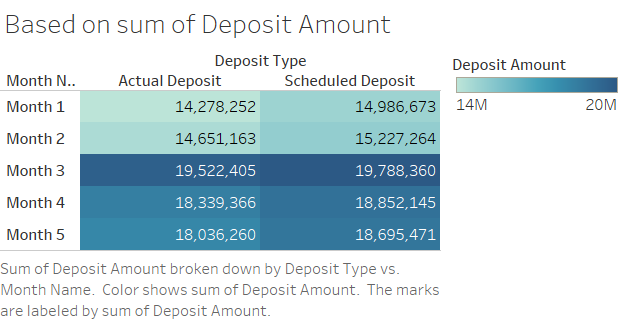 Based on sum of Deposit Amount
Deposit Type
Month N.. Actual Deposit Scheduled Deposit
Month 1 14,278,252 14,986,673
Month 2 14,651,163 15,227,264
Month 3 19,522,405 19,788,360
Month 4 18,339,366 18,852,145
Month 5 18,036,260 18,695,471
Deposit Amount
14M 20M
Sum of Deposit Amount broken down by Deposit Type vs.
Month Name. Color shows sum of Deposit Amount. The marks
are labeled by sum of Deposit Amount.